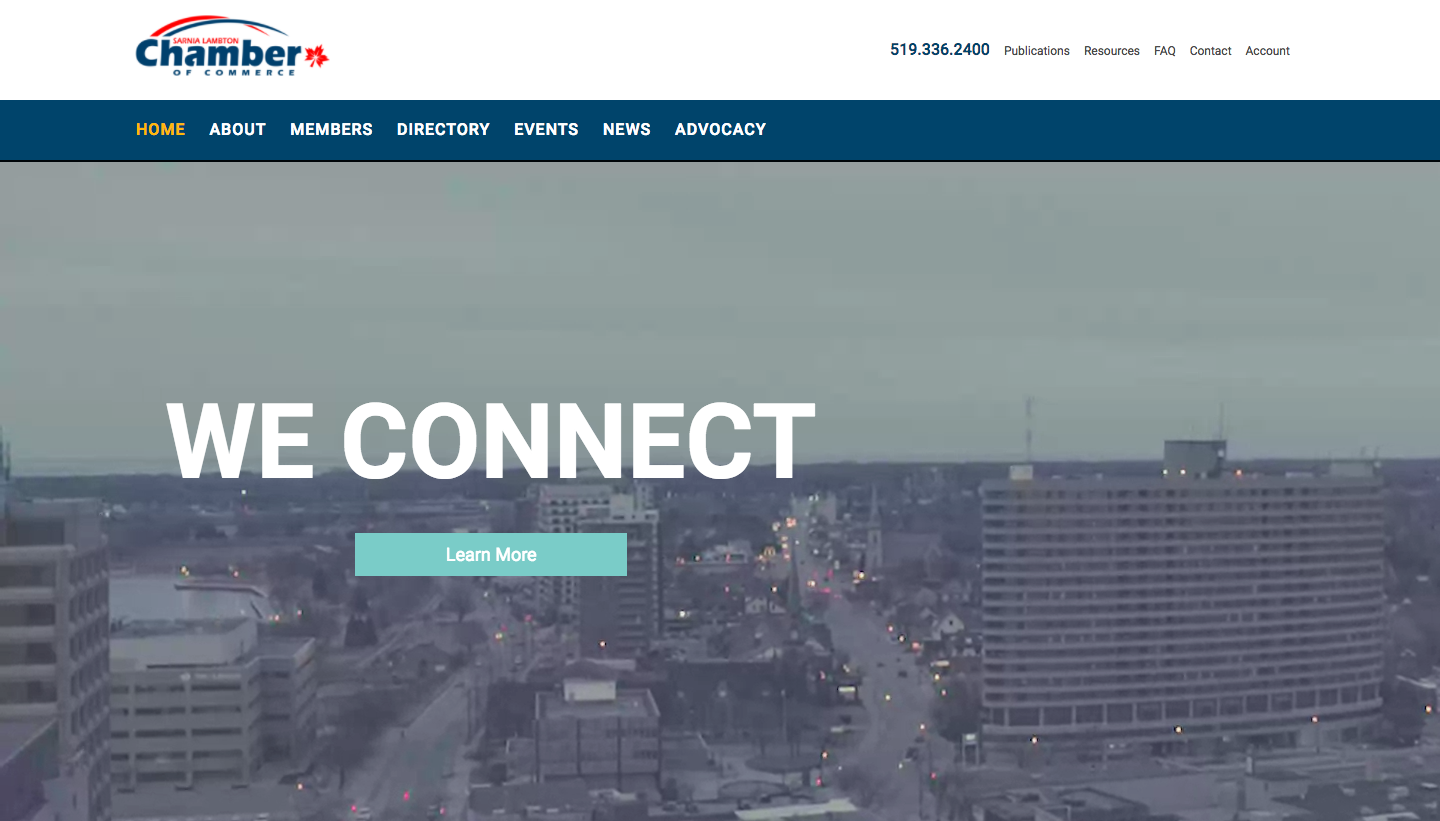 SARNIA LAMBTON
Chamber
OF COMMERCE
519.336.2400 Publications Resources FAQ Contact Account
HOME ABOUT MEMBERS DIRECTORY EVENTS NEWS ADVOCACY
WE CONNECT
Learn More